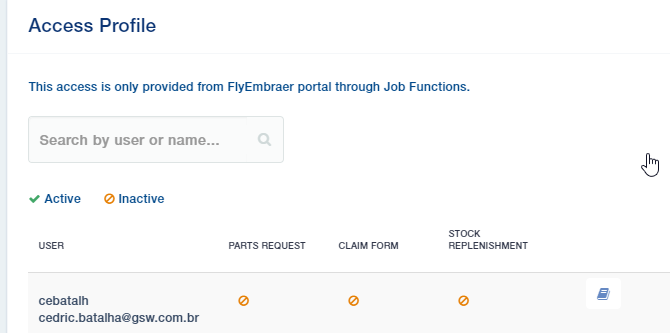 Access Profile
This access is only provided from FlyEmbraer portal through Job Functions.
Search by user or name...
Active Inactive
USER PARTS REQUEST CLAIM FORM STOCK REPLENISHMENT
cebatalh
cedric.batalha@gsw.com.br